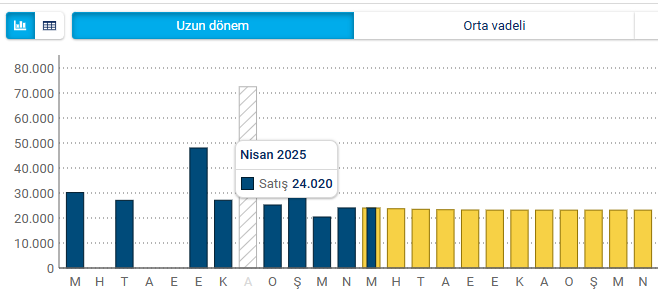 Uzun dönem
Orta vadeli
80.000
70.000
60.000
50.000
40.000
30.000
20.000
10.000
0
Nisan 2025
Satış 24.020
M H T A E E K A O Ş M N M H T A E E K A O Ş M N